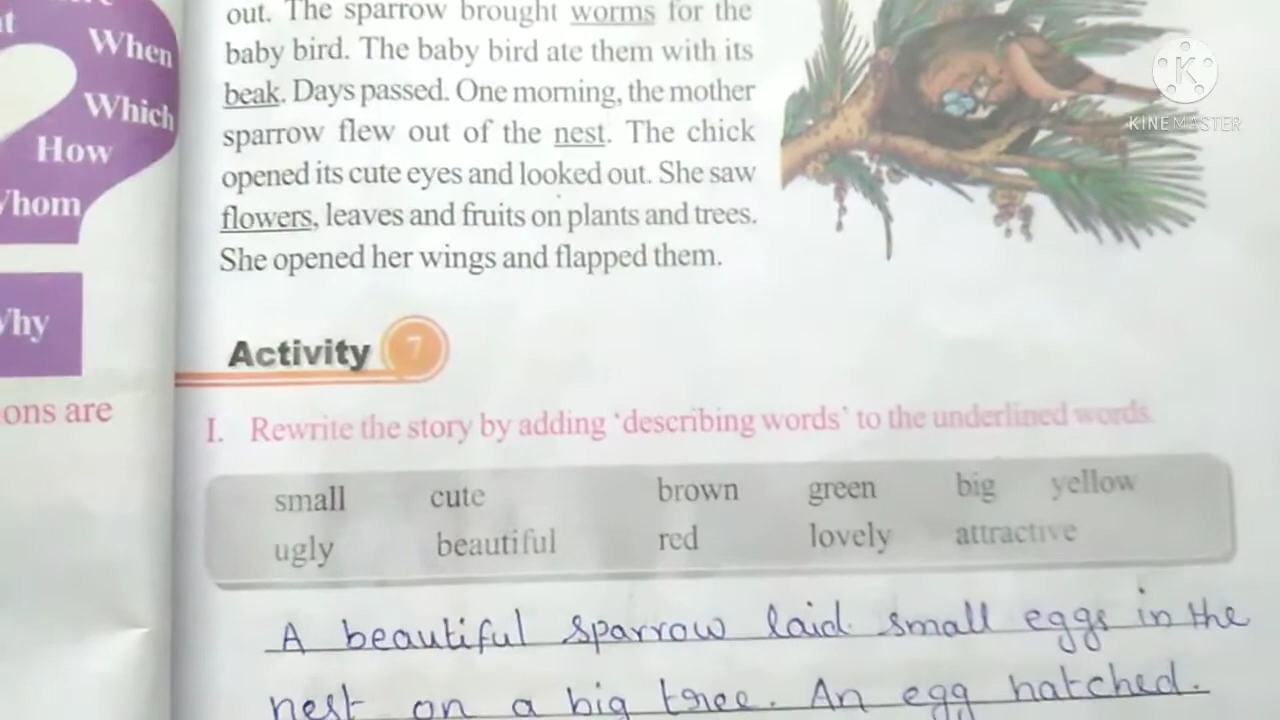 When
Which
How
Why
ons are
out. The sparrow brought worms for the
baby bird. The baby bird ate them with its
beak. Days passed. One morning, the mother
sparrow flew out of the nest. The chick
opened its cute eyes and looked out. She saw
flowers, leaves and fruits on plants and trees.
She opened her wings and flapped them.
K
KINEMASTER
Activity 7
I. Rewrite the story by adding ‘describing words’ to the underlined words.
small cute brown green big yellow
ugly beautiful red lovely attractive
A beautiful sparrow laid small eggs in the
nest on a big tree. An egg hatched.